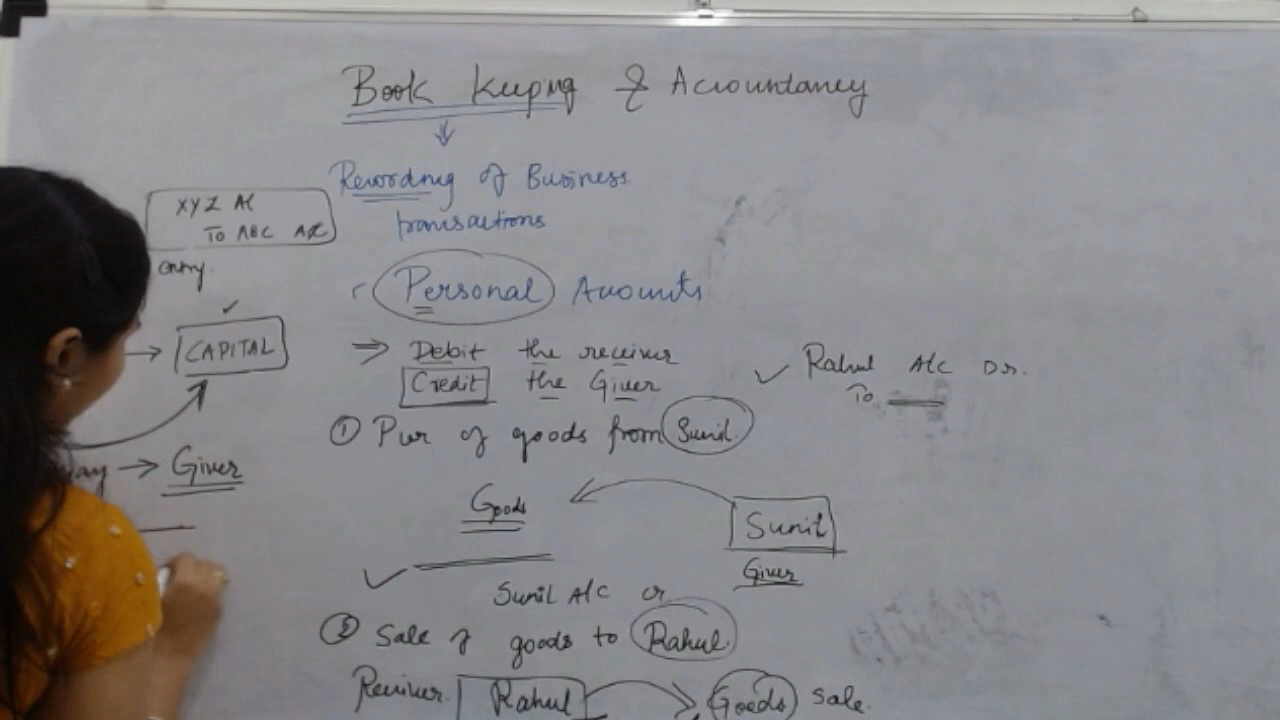 Book Keeping & Accountancy
Recording of Business
transactions
XYZ A/c
To ABC A/c
entry.
Personal Accounts
CAPITAL
Debit the receiver
Credit the Giver
Rahul A/c Dr.
To
① Pur of goods from Sunil.
Giver
Goods
Sunil
Giver
Sunil A/c cr
② Sale of goods to Rahul.
Receiver. Rahul Goods sale.